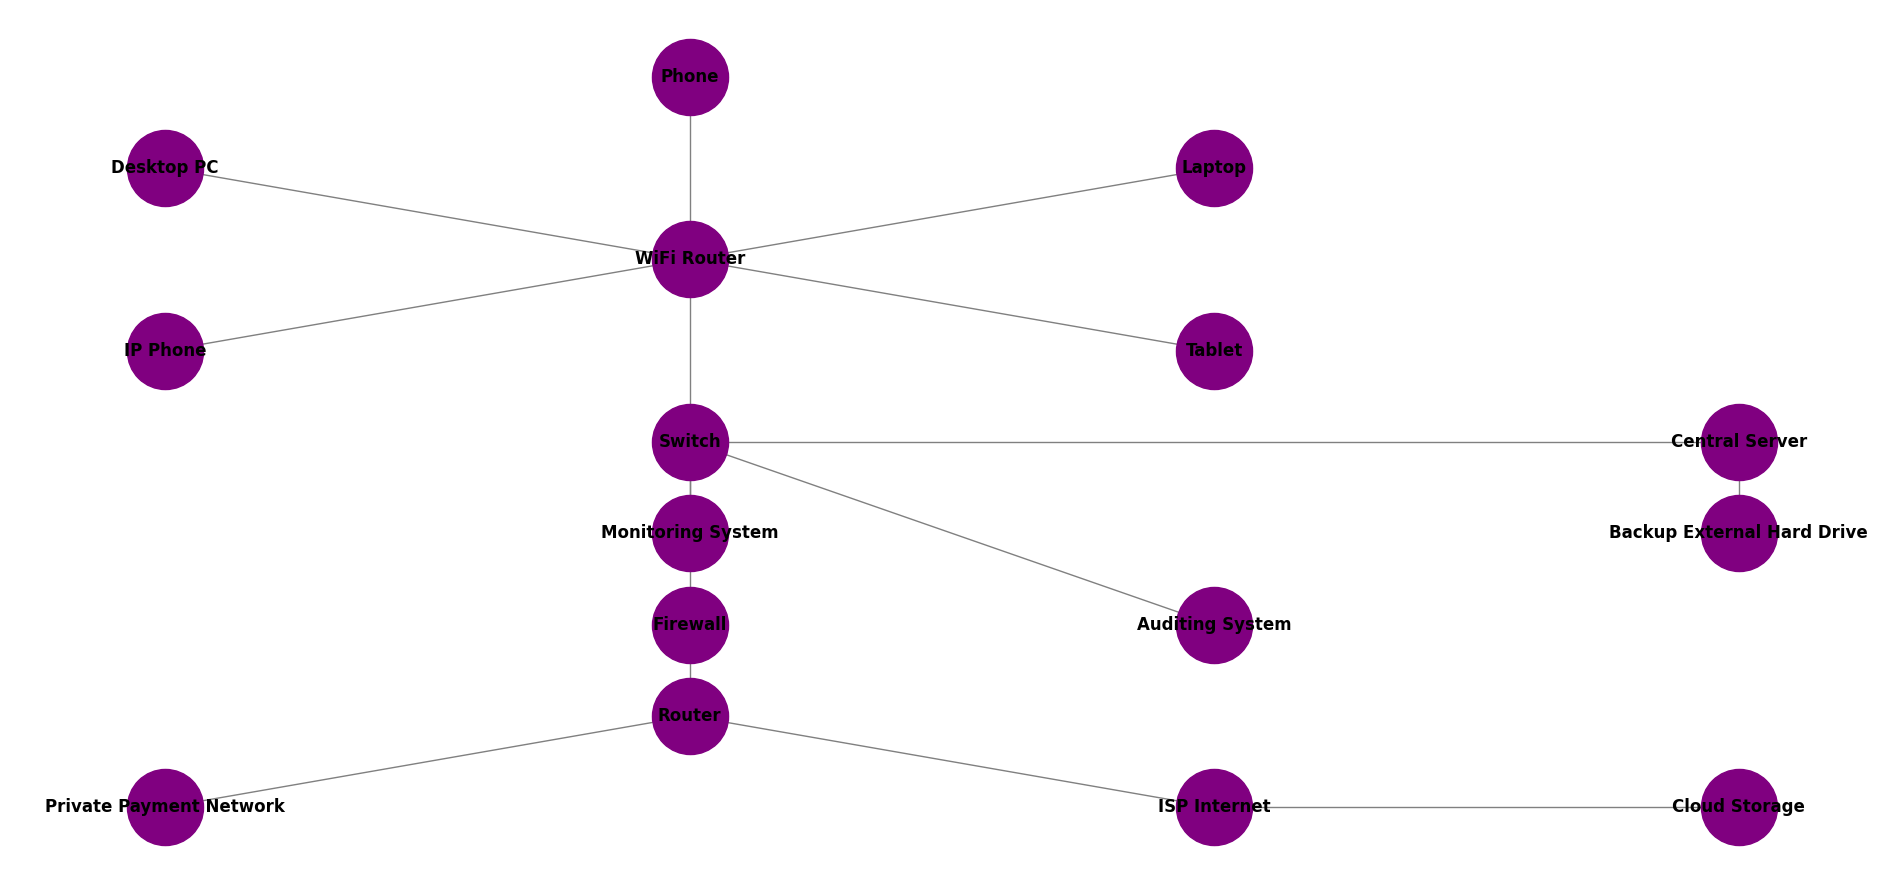 Phone
Desktop PC
Laptop
WiFi Router
IP Phone
Tablet
Switch
Central Server
Monitoring System
Backup External Hard Drive
Firewall
Auditing System
Router
Private Payment Network
ISP Internet
Cloud Storage